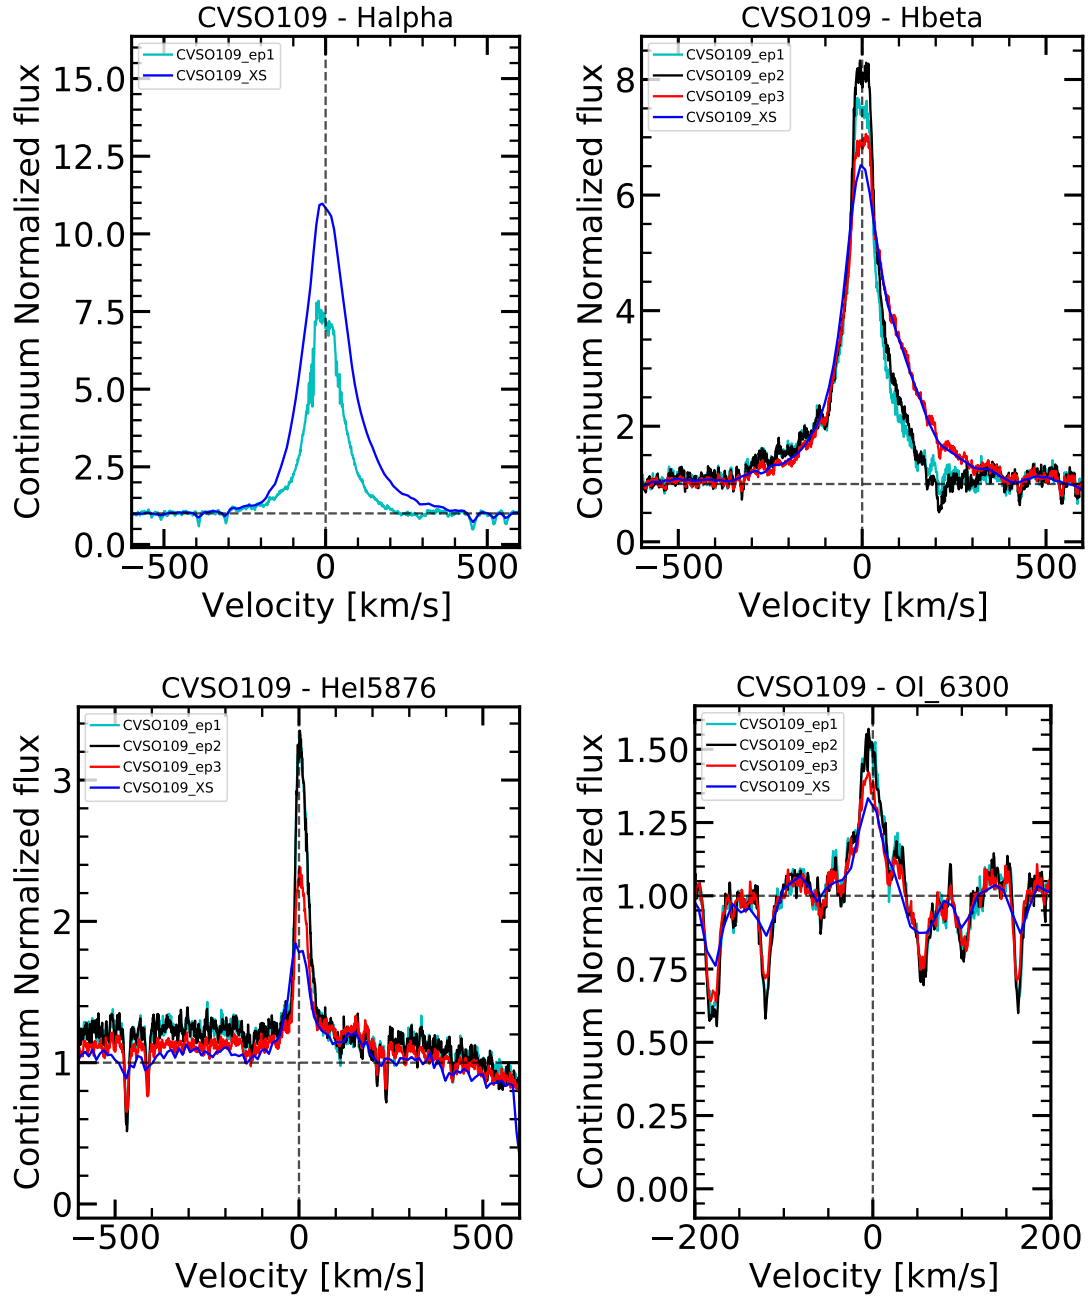 CVSO109 - Halpha
CVSO109_ep1
CVSO109_XS
Continuum Normalized flux
15.0
12.5
10.0
7.5
5.0
2.5
0.0
−500
0
500
Velocity [km/s]
CVSO109 - Hbeta
CVSO109_ep1
CVSO109_ep2
CVSO109_ep3
CVSO109_XS
Continuum Normalized flux
8
6
4
2
0
−500
0
500
Velocity [km/s]
CVSO109 - HeI5876
CVSO109_ep1
CVSO109_ep2
CVSO109_ep3
CVSO109_XS
Continuum Normalized flux
3
2
1
0
−500
0
500
Velocity [km/s]
CVSO109 - OI_6300
CVSO109_ep1
CVSO109_ep2
CVSO109_ep3
CVSO109_XS
Continuum Normalized flux
1.50
1.25
1.00
0.75
0.50
0.25
0.00
−200
0
200
Velocity [km/s]